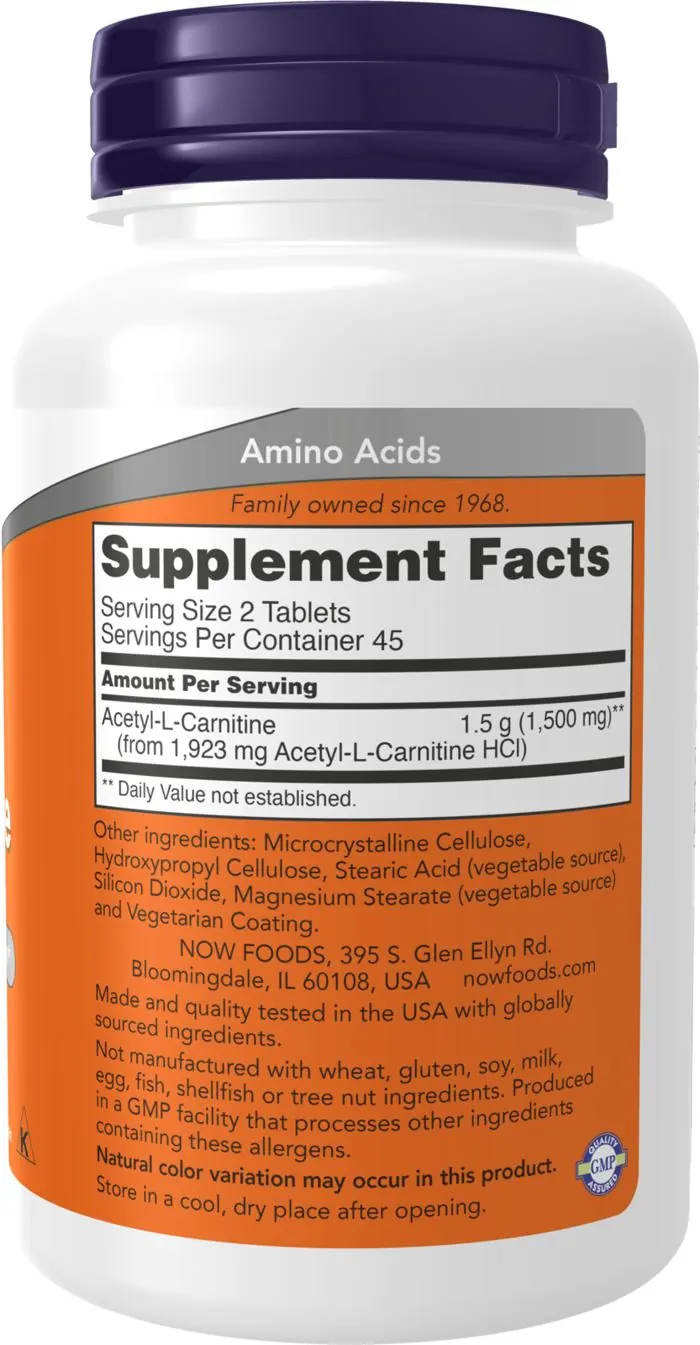 Amino Acids
Family owned since 1968.
Supplement Facts
Serving Size 2 Tablets
Servings Per Container 45
Amount Per Serving
Acetyl-L-Carnitine 1.5 g (1,500 mg)**
(from 1,923 mg Acetyl-L-Carnitine HCl)
** Daily Value not established.
Other ingredients: Microcrystalline Cellulose,
Hydroxypropyl Cellulose, Stearic Acid (vegetable source),
Silicon Dioxide, Magnesium Stearate (vegetable source)
and Vegetarian Coating.
NOW FOODS, 395 S. Glen Ellyn Rd.
Bloomingdale, IL 60108, USA nowfoods.com
Made and quality tested in the USA with globally
sourced ingredients.
Not manufactured with wheat, gluten, soy, milk,
egg, fish, shellfish or tree nut ingredients. Produced
in a GMP facility that processes other ingredients
containing these allergens.
Natural color variation may occur in this product.
Store in a cool, dry place after opening.
QUALITY
GMP
ASSURED
K
e